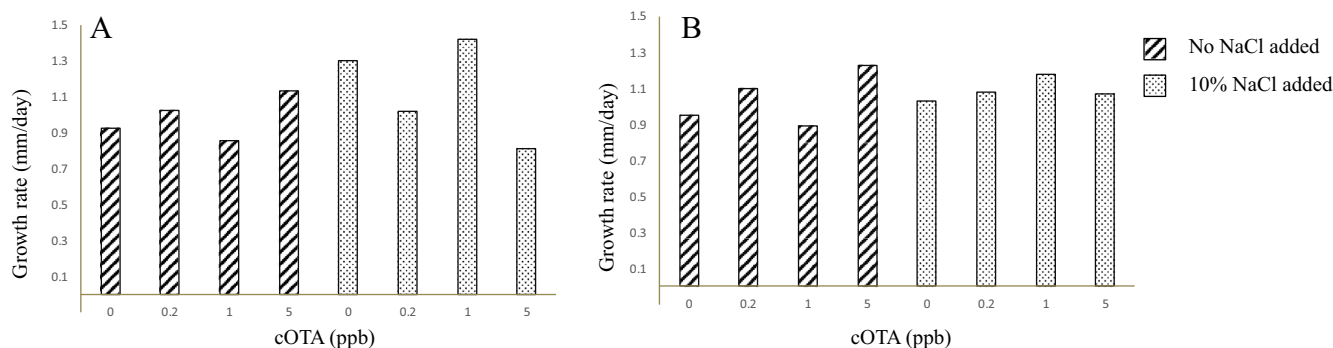 A
Growth rate (mm/day)
1.5
1.3
1.1
0.9
0.7
0.5
0.3
0.1
0 0.2 1 5 0 0.2 1 5
cOTA (ppb)
B
Growth rate (mm/day)
1.5
1.3
1.1
0.9
0.7
0.5
0.3
0.1
0 0.2 1 5 0 0.2 1 5
cOTA (ppb)
No NaCl added
10% NaCl added